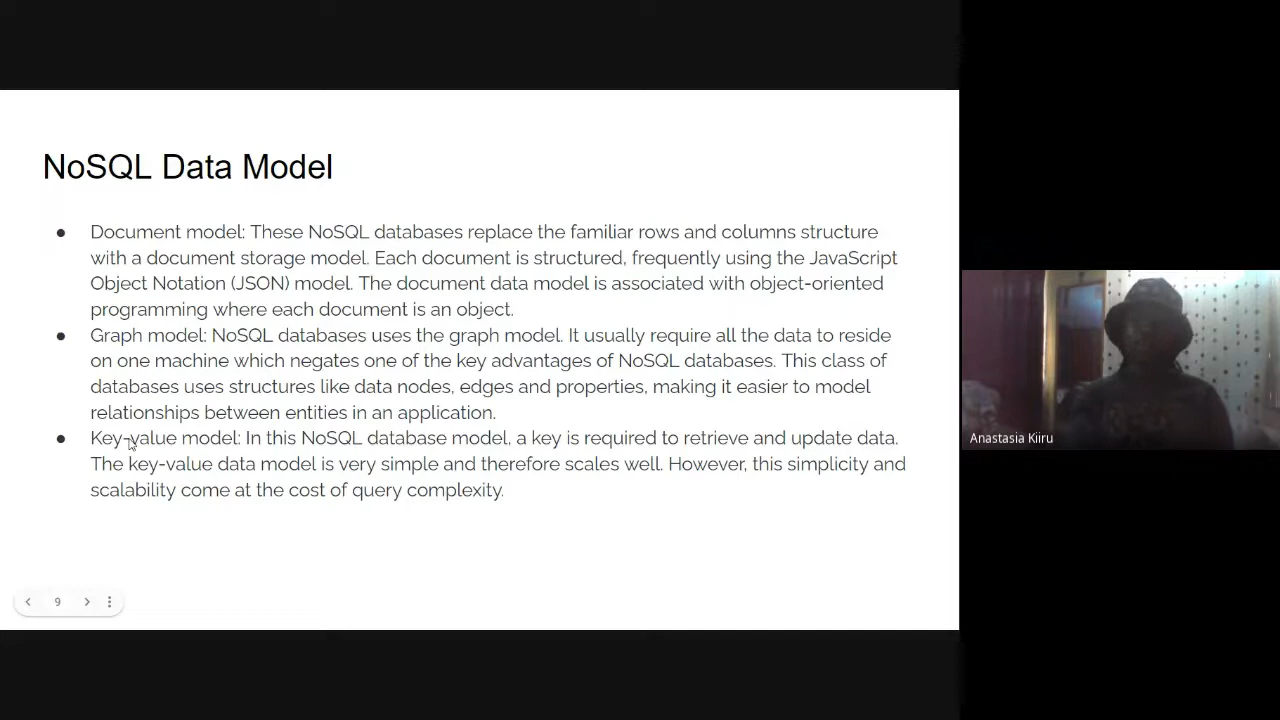 NoSQL Data Model
● Document model: These NoSQL databases replace the familiar rows and columns structure
with a document storage model. Each document is structured, frequently using the JavaScript
Object Notation (JSON) model. The document data model is associated with object-oriented
programming where each document is an object.
● Graph model: NoSQL databases uses the graph model. It usually require all the data to reside
on one machine which negates one of the key advantages of NoSQL databases. This class of
databases uses structures like data nodes, edges and properties, making it easier to model
relationships between entities in an application.
● Key-value model: In this NoSQL database model, a key is required to retrieve and update data.
The key-value data model is very simple and therefore scales well. However, this simplicity and
scalability come at the cost of query complexity.
9
Anastasia Kiiru